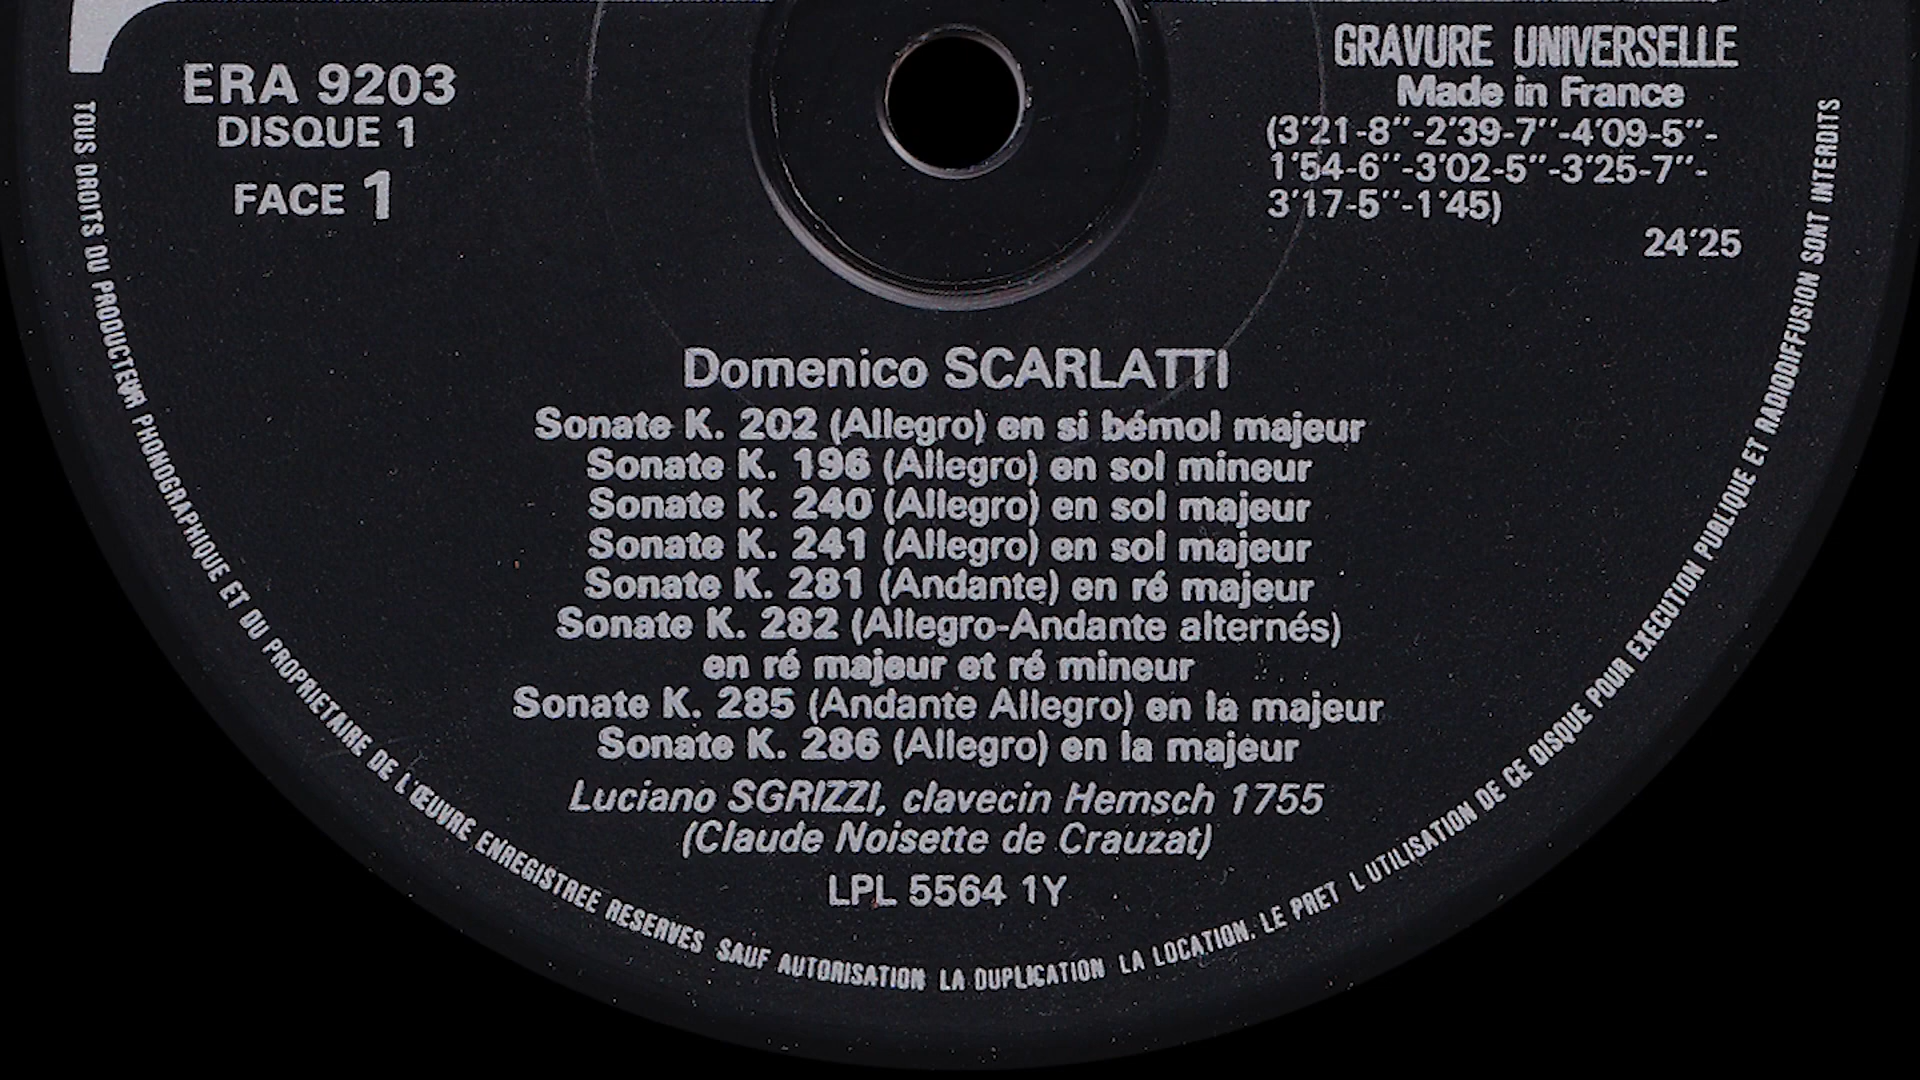 ERA 9203
DISQUE 1
FACE 1
GRAVURE UNIVERSELLE
Made in France
(3'21-8''-2'39-7''-4'09-5''-
1'54-6''-3'02-5''-3'25-7''-
3'17-5''-1'45)
24'25
Domenico SCARLATTI
Sonate K. 202 (Allegro) en si bémol majeur
Sonate K. 196 (Allegro) en sol mineur
Sonate K. 240 (Allegro) en sol majeur
Sonate K. 241 (Allegro) en sol majeur
Sonate K. 281 (Andante) en ré majeur
Sonate K. 282 (Allegro-Andante alternés)
en ré majeur et ré mineur
Sonate K. 285 (Andante Allegro) en la majeur
Sonate K. 286 (Allegro) en la majeur
Luciano SGRIZZI, clavecin Hemsch 1755
(Claude Noisette de Crauzat)
LPL 5564 1Y
TOUS DROITS DU PRODUCTEUR PHONOGRAPHIQUE ET DU PROPRIETAIRE DE L'ŒUVRE ENREGISTREE RESERVES SAUF AUTORISATION LA DUPLICATION LA LOCATION. LE PRET L UTILISATION DE CE DISQUE POUR EXECUTION PUBLIQUE ET RADIODIFFUSION SONT INTERDITS